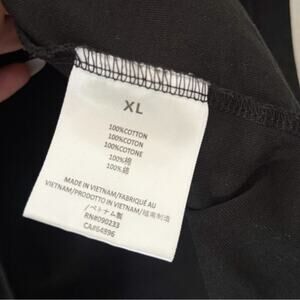 XL
100%COTTON
100%COTON
100%COTONE
100%棉
100%綿
MADE IN VIETNAM/FABRIQUÉ AU
VIETNAM/PRODOTTO IN VIETNAM/越南制造
/ベトナム製
RN#090233
CA#64896